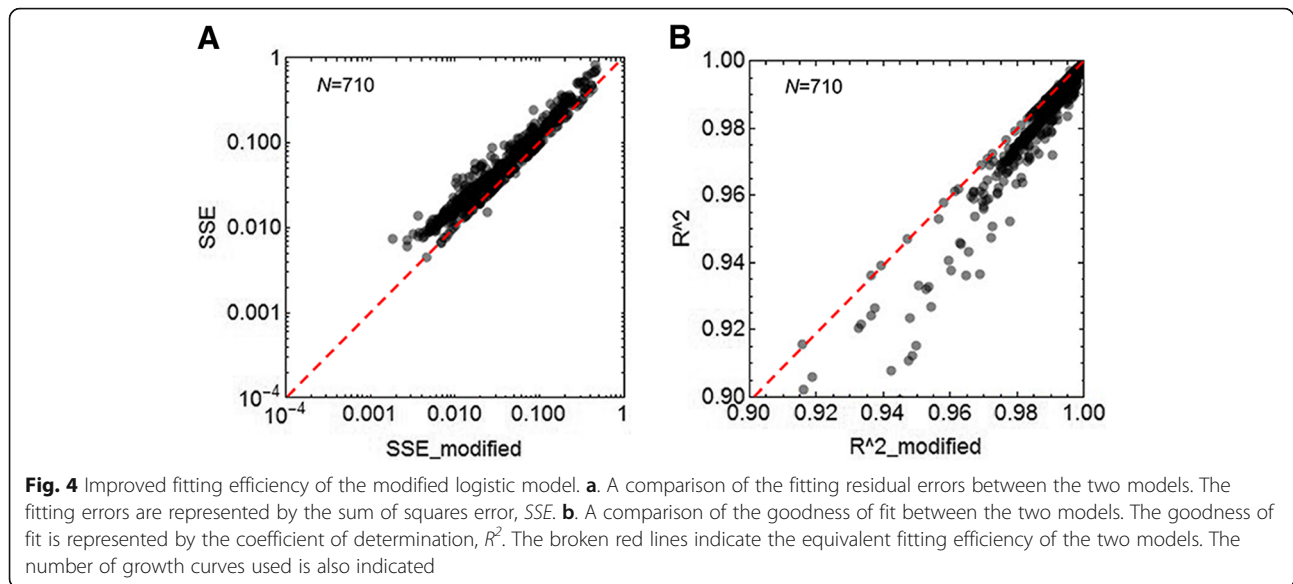 A
B
1
0.100
0.010
0.001
10^-4
SSE
N=710
10^-4
0.001
0.010
0.100
1
SSE_modified
1.00
0.98
0.96
0.94
0.92
0.90
R^2
N=710
0.90
0.92
0.94
0.96
0.98
1.00
R^2_modified
Fig. 4 Improved fitting efficiency of the modified logistic model. a. A comparison of the fitting residual errors between the two models. The
fitting errors are represented by the sum of squares error, SSE. b. A comparison of the goodness of fit between the two models. The goodness of
fit is represented by the coefficient of determination, R². The broken red lines indicate the equivalent fitting efficiency of the two models. The
number of growth curves used is also indicated